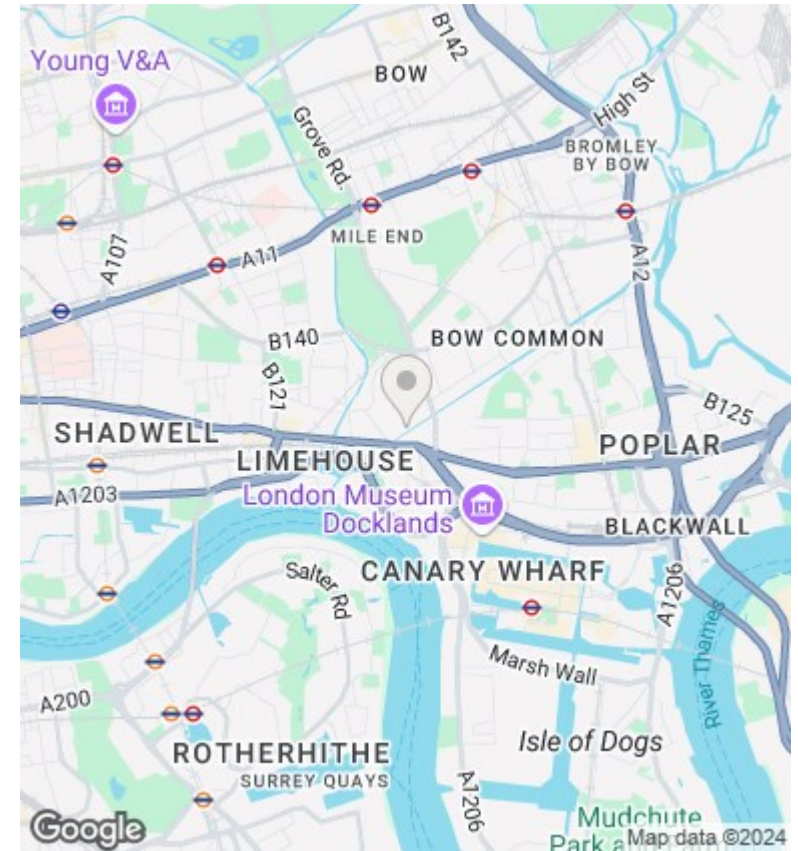 Young V&A
BOW
B142
High St
Grove Rd.
BROMLEY
BY BOW
MILE END
A107
A11
A12
B140
BOW COMMON
B121
B125
SHADWELL
LIMEHOUSE
POPLAR
A1203
London Museum
Docklands
BLACKWALL
CANARY WHARF
Salter Rd
A1206
River Thames
Marsh Wall
A200
Isle of Dogs
ROTHERHITHE
SURREY QUAYS
A1206
Mudchute
Park a
Google
Map data ©2024